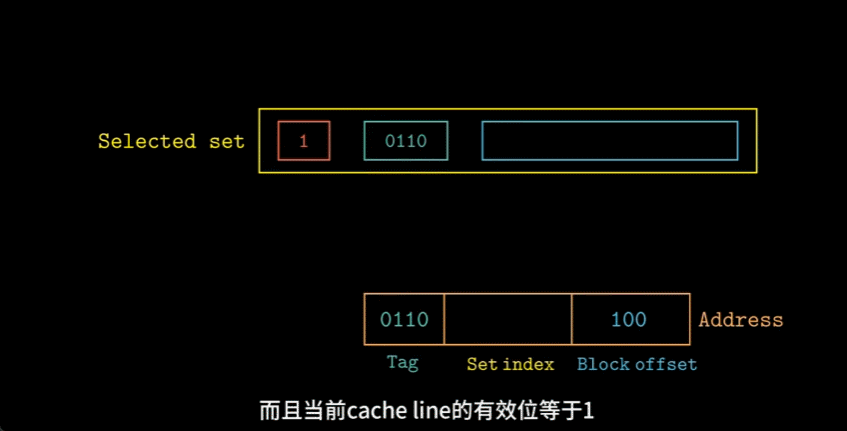 Selected set 1 0110
0110 100 Address
Tag Set index Block offset
而且当前cache line的有效位等于1